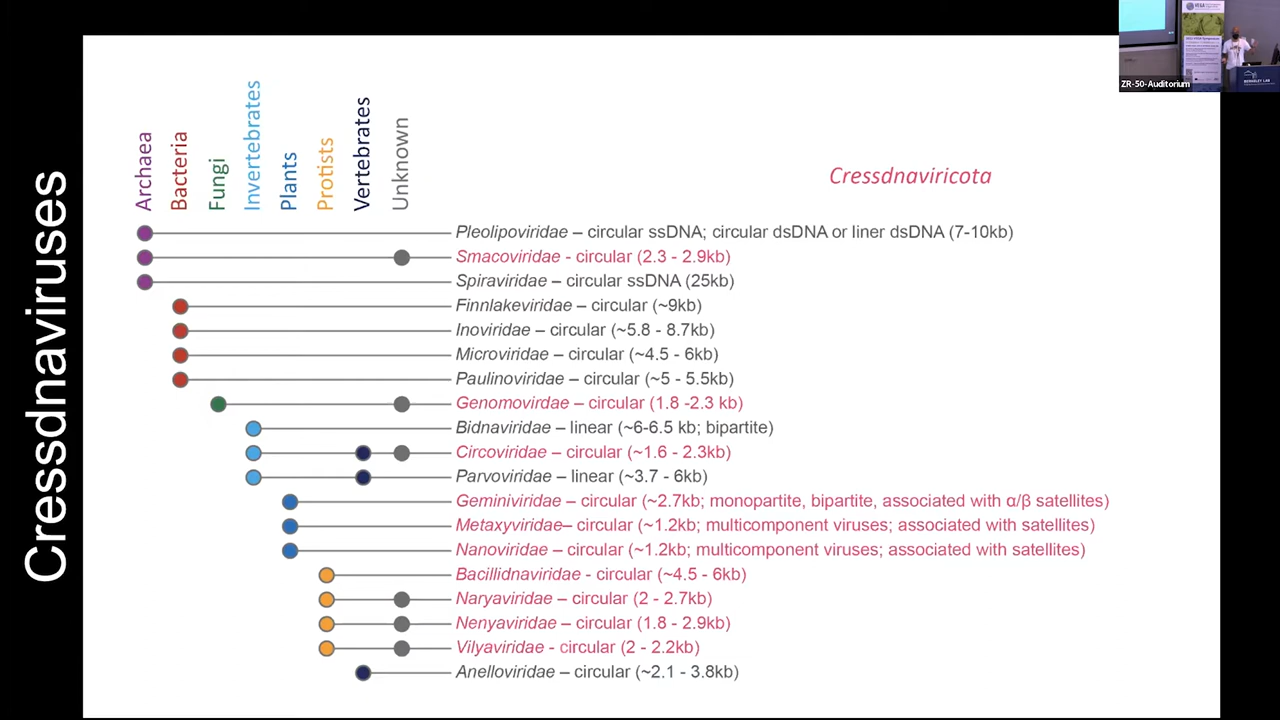 Cressdnaviruses
Archaea
Bacteria
Fungi
Invertebrates
Plants
Protists
Vertebrates
Unknown
Cressdnaviricota
Pleolipoviridae – circular ssDNA; circular dsDNA or liner dsDNA (7-10kb)
Smacoviridae - circular (2.3 - 2.9kb)
Spiraviridae – circular ssDNA (25kb)
Finnlakeviridae – circular (~9kb)
Inoviridae – circular (~5.8 - 8.7kb)
Microviridae – circular (~4.5 - 6kb)
Paulinoviridae – circular (~5 - 5.5kb)
Genomovirdae – circular (1.8 -2.3 kb)
Bidnaviridae – linear (~6-6.5 kb; bipartite)
Circoviridae – circular (~1.6 - 2.3kb)
Parvoviridae – linear (~3.7 - 6kb)
Geminiviridae – circular (~2.7kb; monopartite, bipartite, associated with α/β satellites)
Metaxyviridae– circular (~1.2kb; multicomponent viruses; associated with satellites)
Nanoviridae – circular (~1.2kb; multicomponent viruses; associated with satellites)
Bacillidnaviridae - circular (~4.5 - 6kb)
Naryaviridae – circular (2 - 2.7kb)
Nenyaviridae – circular (1.8 - 2.9kb)
Vilyaviridae - circular (2 - 2.2kb)
Anelloviridae – circular (~2.1 - 3.8kb)
ZR-50-Auditorium
BERKELEY LAB